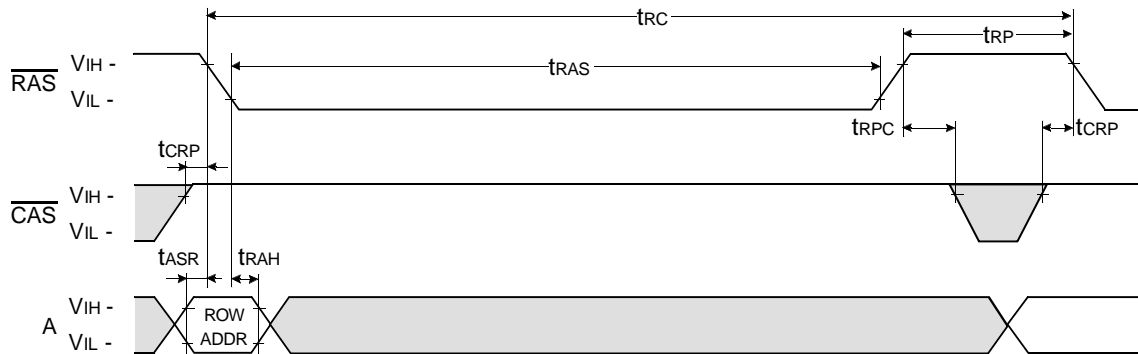 tRC
tRP
RAS
VIH -
VIL -
tRAS
tRPC
tCRP
tCRP
CAS
VIH -
VIL -
tASR
tRAH
A
VIH -
VIL -
ROW
ADDR